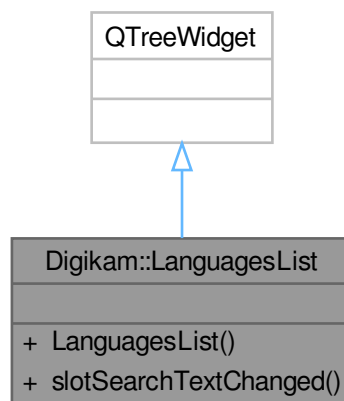 QTreeWidget
Digikam::LanguagesList
+ LanguagesList()
+ slotSearchTextChanged()